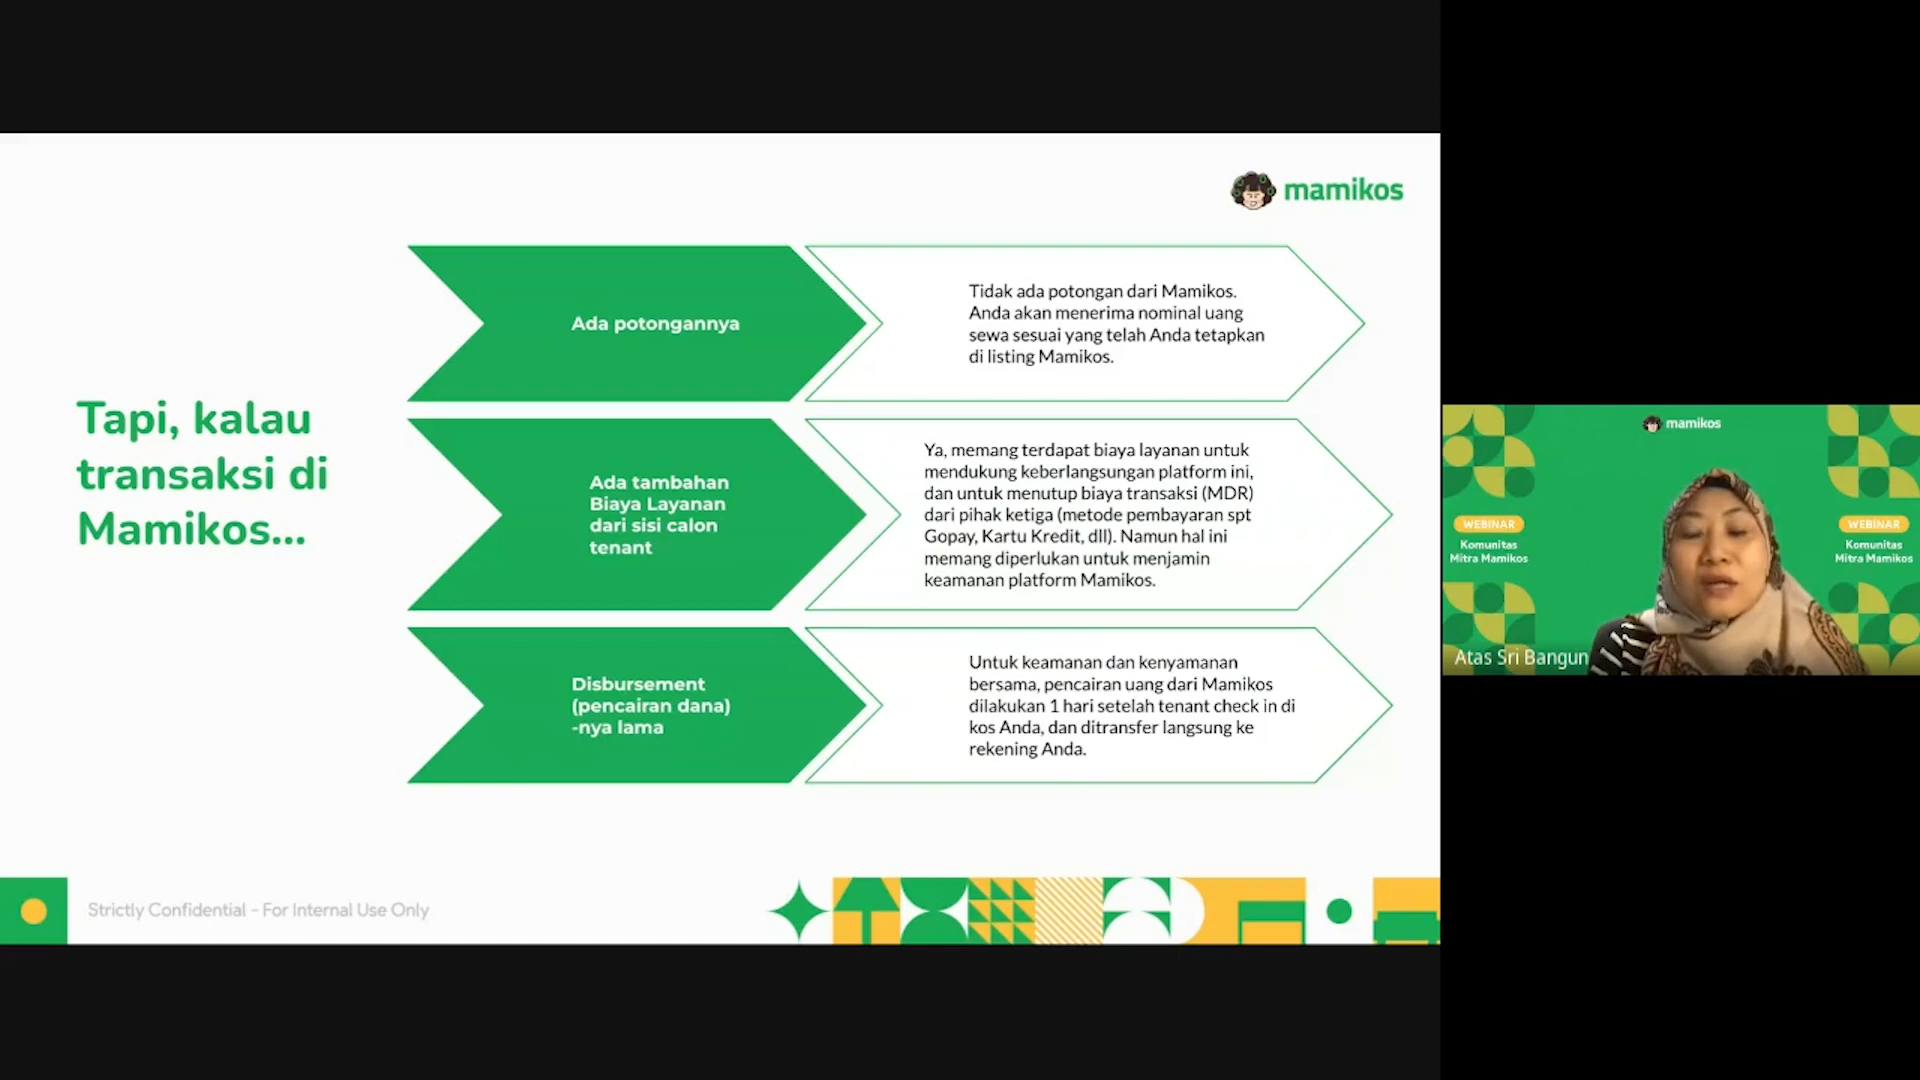 mamikos
Tapi, kalau
transaksi di
Mamikos...
Ada potongannya
Tidak ada potongan dari Mamikos.
Anda akan menerima nominal uang
sewa sesuai yang telah Anda tetapkan
di listing Mamikos.
Ada tambahan
Biaya Layanan
dari sisi calon
tenant
Ya, memang terdapat biaya layanan untuk
mendukung keberlangsungan platform ini,
dan untuk menutup biaya transaksi (MDR)
dari pihak ketiga (metode pembayaran spt
Gopay, Kartu Kredit, dll). Namun hal ini
memang diperlukan untuk menjamin
keamanan platform Mamikos.
Disbursement
(pencairan dana)
-nya lama
Untuk keamanan dan kenyamanan
bersama, pencairan uang dari Mamikos
dilakukan 1 hari setelah tenant check in di
kos Anda, dan ditransfer langsung ke
rekening Anda.
Strictly Confidential - For Internal Use Only
mamikos
WEBINAR
Komunitas
Mitra Mamikos
WEBINAR
Komunitas
Mitra Mamikos
Atas Sri Bangun